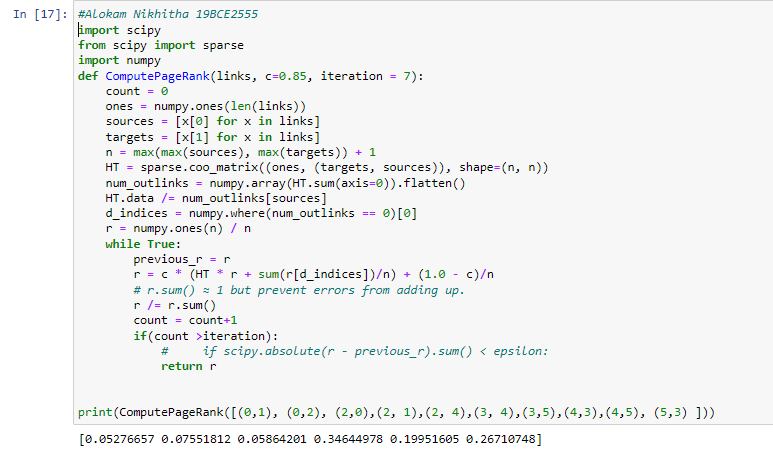 In [17]: #Alokam Nikhitha 19BCE2555
import scipy
from scipy import sparse
import numpy
def ComputePageRank(links, c=0.85, iteration = 7):
    count = 0
    ones = numpy.ones(len(links))
    sources = [x[0] for x in links]
    targets = [x[1] for x in links]
    n = max(max(sources), max(targets)) + 1
    HT = sparse.coo_matrix((ones, (targets, sources)), shape=(n, n))
    num_outlinks = numpy.array(HT.sum(axis=0)).flatten()
    HT.data /= num_outlinks[sources]
    d_indices = numpy.where(num_outlinks == 0)[0]
    r = numpy.ones(n) / n
    while True:
        previous_r = r
        r = c * (HT * r + sum(r[d_indices])/n) + (1.0 - c)/n
        # r.sum() ≈ 1 but prevent errors from adding up.
        r /= r.sum()
        count = count+1
        if(count >iteration):
            #     if scipy.absolute(r - previous_r).sum() < epsilon:
            return r
print(ComputePageRank([(0,1), (0,2), (2,0),(2, 1),(2, 4),(3, 4),(3,5),(4,3),(4,5), (5,3) ]))
[0.05276657 0.07551812 0.05864201 0.34644978 0.19951605 0.26710748]